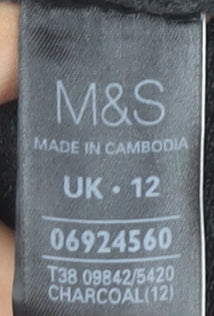 M&S
MADE IN CAMBODIA
UK • 12
06924560
T38 09842/5420
CHARCOAL(12)